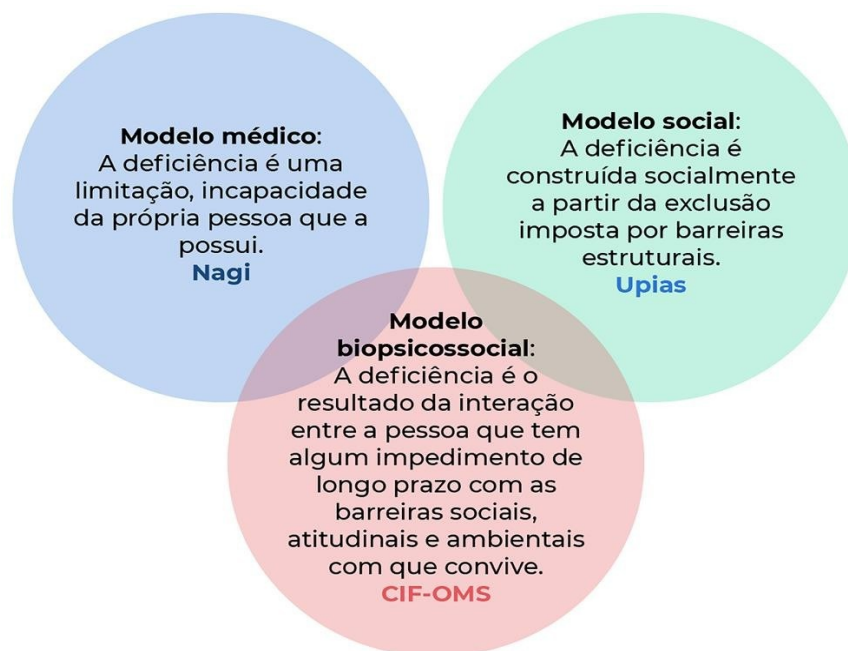 Modelo médico:
A deficiência é uma
limitação, incapacidade
da própria pessoa que a
possui.
Nagi
Modelo social:
A deficiência é
construída socialmente
a partir da exclusão
imposta por barreiras
estruturais.
Upias
Modelo
biopsicossocial:
A deficiência é o
resultado da interação
entre a pessoa que tem
algum impedimento de
longo prazo com as
barreiras sociais,
atitudinais e ambientais
com que convive.
CIF-OMS